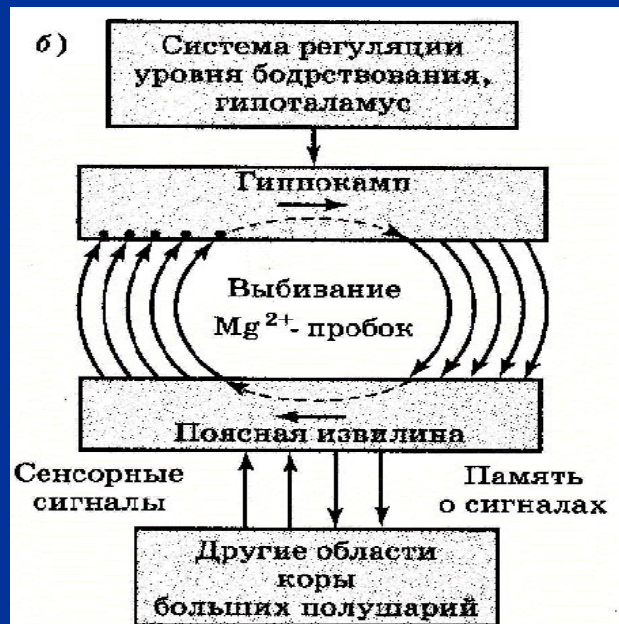 б)
Система регуляции
уровня бодрствования,
гипоталамус
Гиппокамп
Выбивание
Mg²⁺- пробок
Поясная извилина
Сенсорные
сигналы
Память
о сигналах
Другие области
коры
больших полушарий